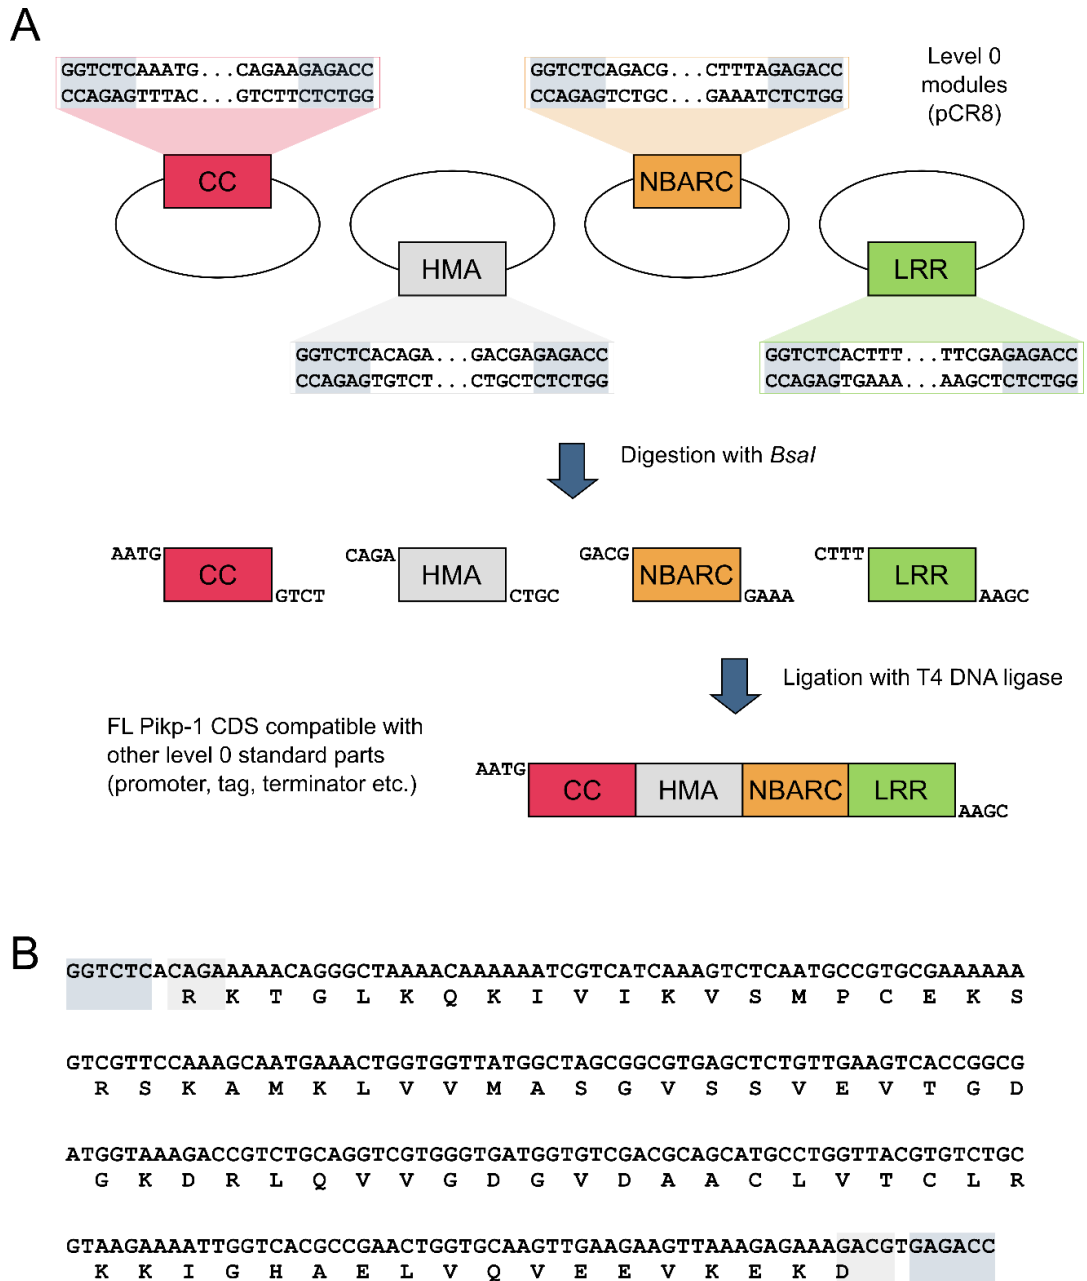 A
GGTCTCAAATG...CAGAAGAGACC
CCAGAGTTTAC...GTCTTCTCTGG
GGTCTCAGACG...CTTTAGAGACC
CCAGAGTCTGC...GAAATCTCTGG
Level 0
modules
(pCR8)
CC
NBARC
HMA
LRR
GGTCTCACAGA...GACGAGAGACC
CCAGAGTGTCT...CTGCTCTCTGG
GGTCTCACTTT...TTCGAGAGACC
CCAGAGTGAAA...AAGCTCTCTGG
Digestion with BsaI
AATG CC GTCT
CAGA HMA CTGC
GACG NBARC GAAA
CTTT LRR AAGC
Ligation with T4 DNA ligase
FL Pikp-1 CDS compatible with
other level 0 standard parts
(promoter, tag, terminator etc.)
AATG CC HMA NBARC LRR AAGC
B
GGTCTCACAGAAAAACAGGGCTAAAACAAAAAATCGTCATCAAAGTCTCAATGCCGTGCGAAAAAA
R K T G L K Q K I V I K V S M P C E K S
GTCGTTCCAAAGCAATGAAACTGGTGGTTATGGCTAGCGGCGTGAGCTCTGTTGAAGTCACCGGCG
R S K A M K L V V M A S G V S S V E V T G D
ATGGTAAAGACCGTCTGCAGGTCGTGGGTGATGGTGTCGACGCAGCATGCCTGGTTACGTGTCTGC
G K D R L Q V V G D G V D A A C L V T C L R
GTAAGAAAATTGGTCACGCCGAACTGGTGCAAGTTGAAGAAGTTAAAGAGAAAGACGTGAGACC
K K I G H A E L V Q V E E V K E K D